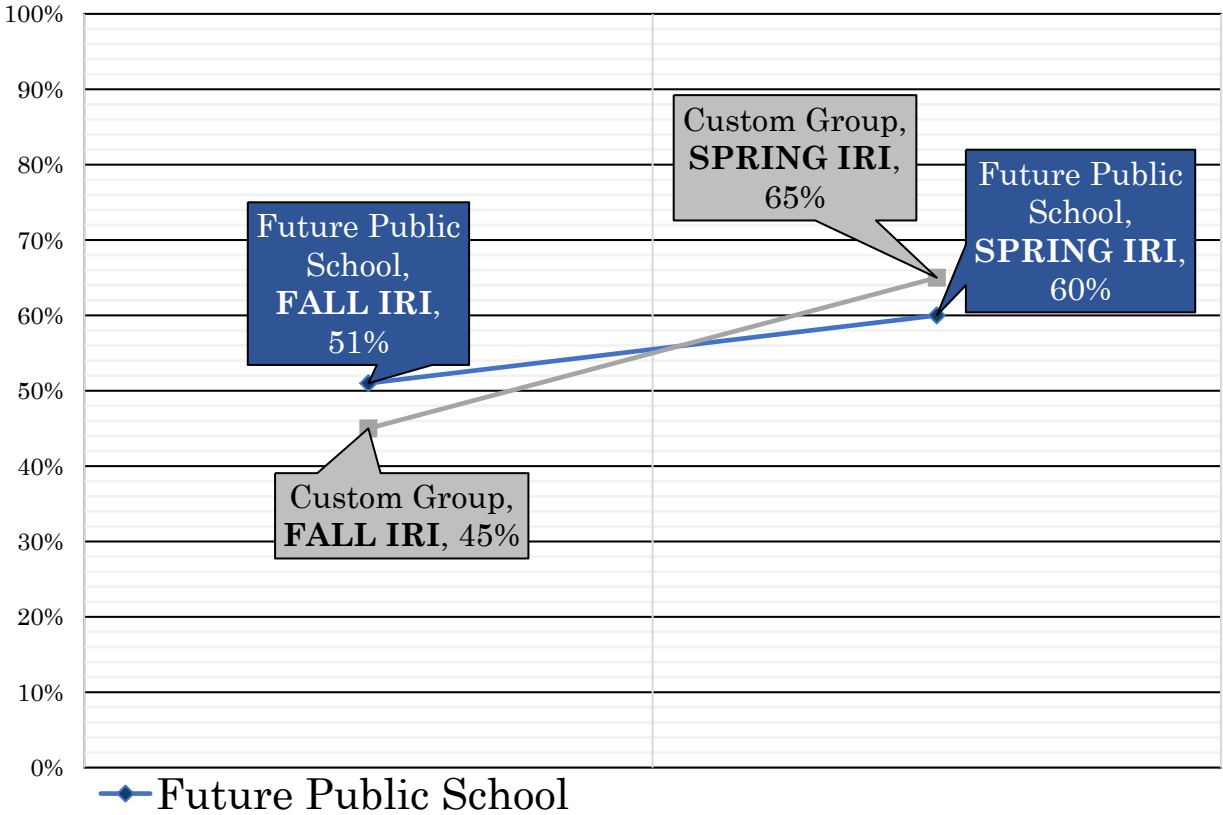 100%
90%
80%
70%
60%
50%
40%
30%
20%
10%
0%
Future Public
School,
FALL IRI,
51%
Custom Group,
FALL IRI, 45%
Custom Group,
SPRING IRI,
65%
Future Public
School,
SPRING IRI,
60%
Future Public School